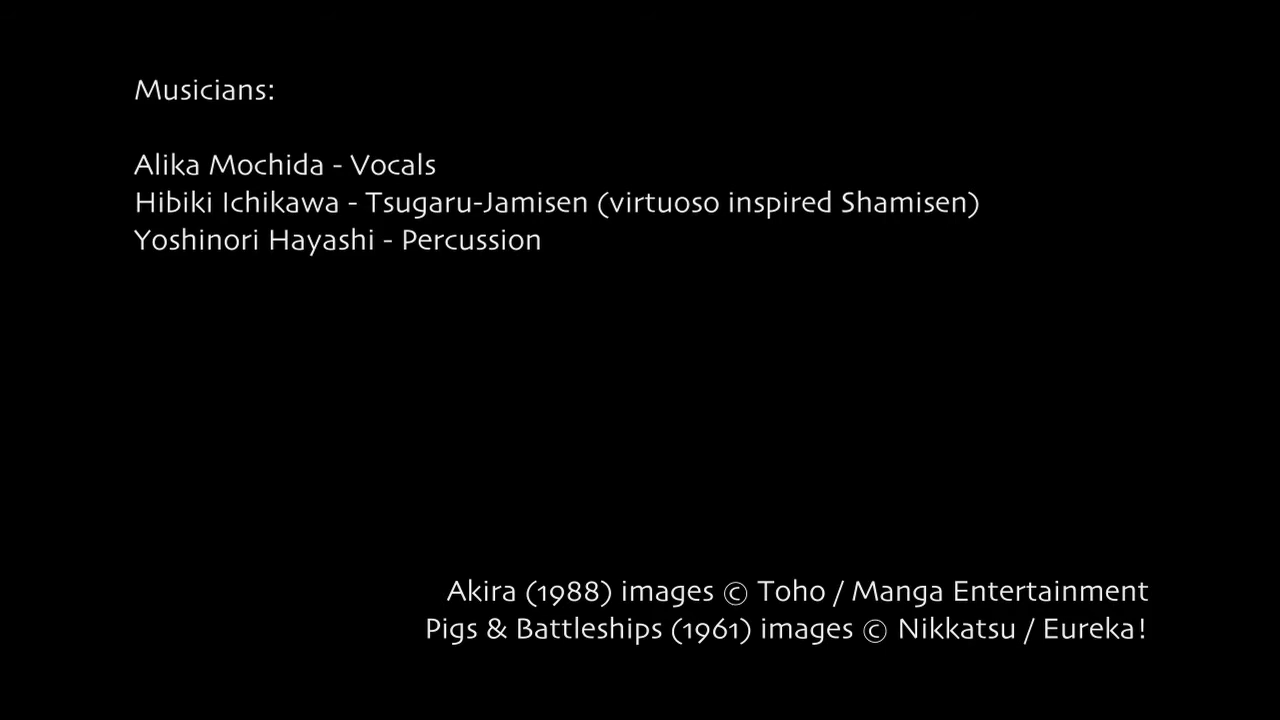 Musicians:
Alika Mochida - Vocals
Hibiki Ichikawa - Tsugaru-Jamisen (virtuoso inspired Shamisen)
Yoshinori Hayashi - Percussion
Akira (1988) images © Toho / Manga Entertainment
Pigs & Battleships (1961) images © Nikkatsu / Eureka!